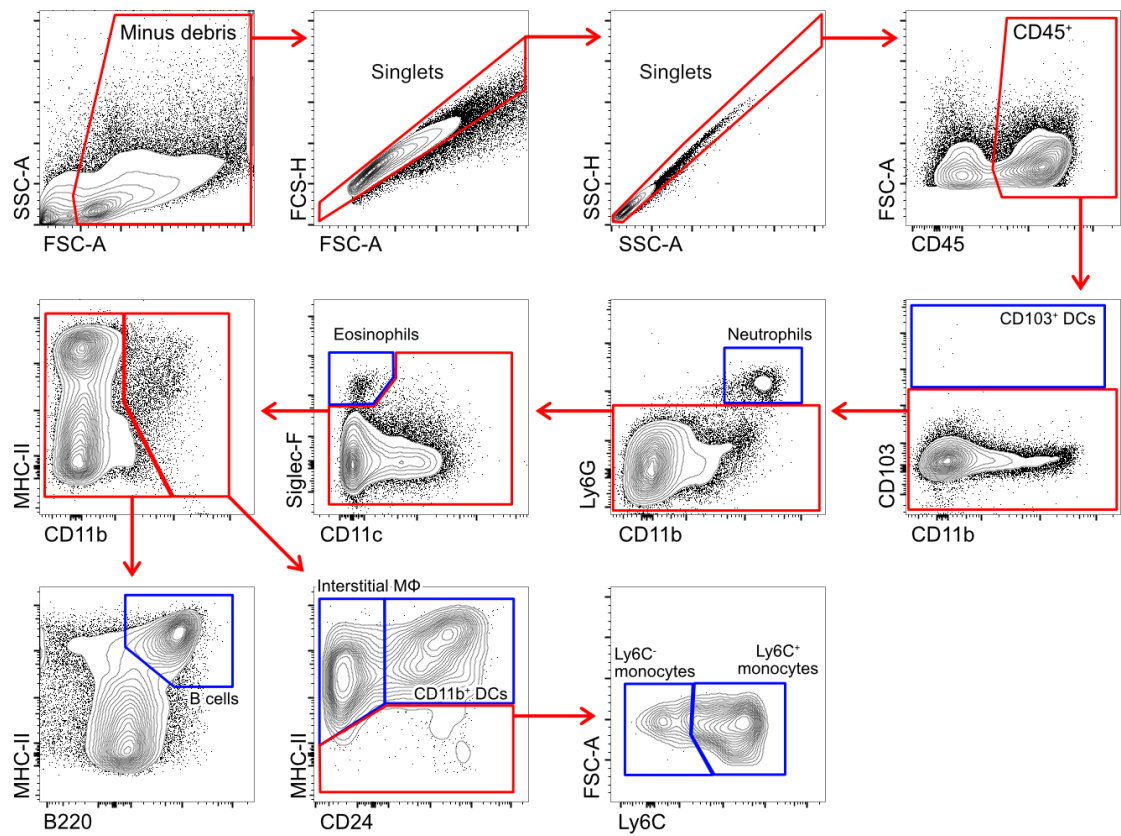 Minus debris
SSC-A
FSC-A
Singlets
FCS-H
FSC-A
Singlets
SSC-H
SSC-A
CD45⁺
FSC-A
CD45
MHC-II
CD11b
Eosinophils
Siglec-F
CD11c
Neutrophils
Ly6G
CD11b
CD103⁺ DCs
CD103
CD11b
B cells
MHC-II
B220
Interstitial MΦ
CD11b⁺ DCs
MHC-II
CD24
Ly6C⁻
monocytes
Ly6C⁺
monocytes
FSC-A
Ly6C